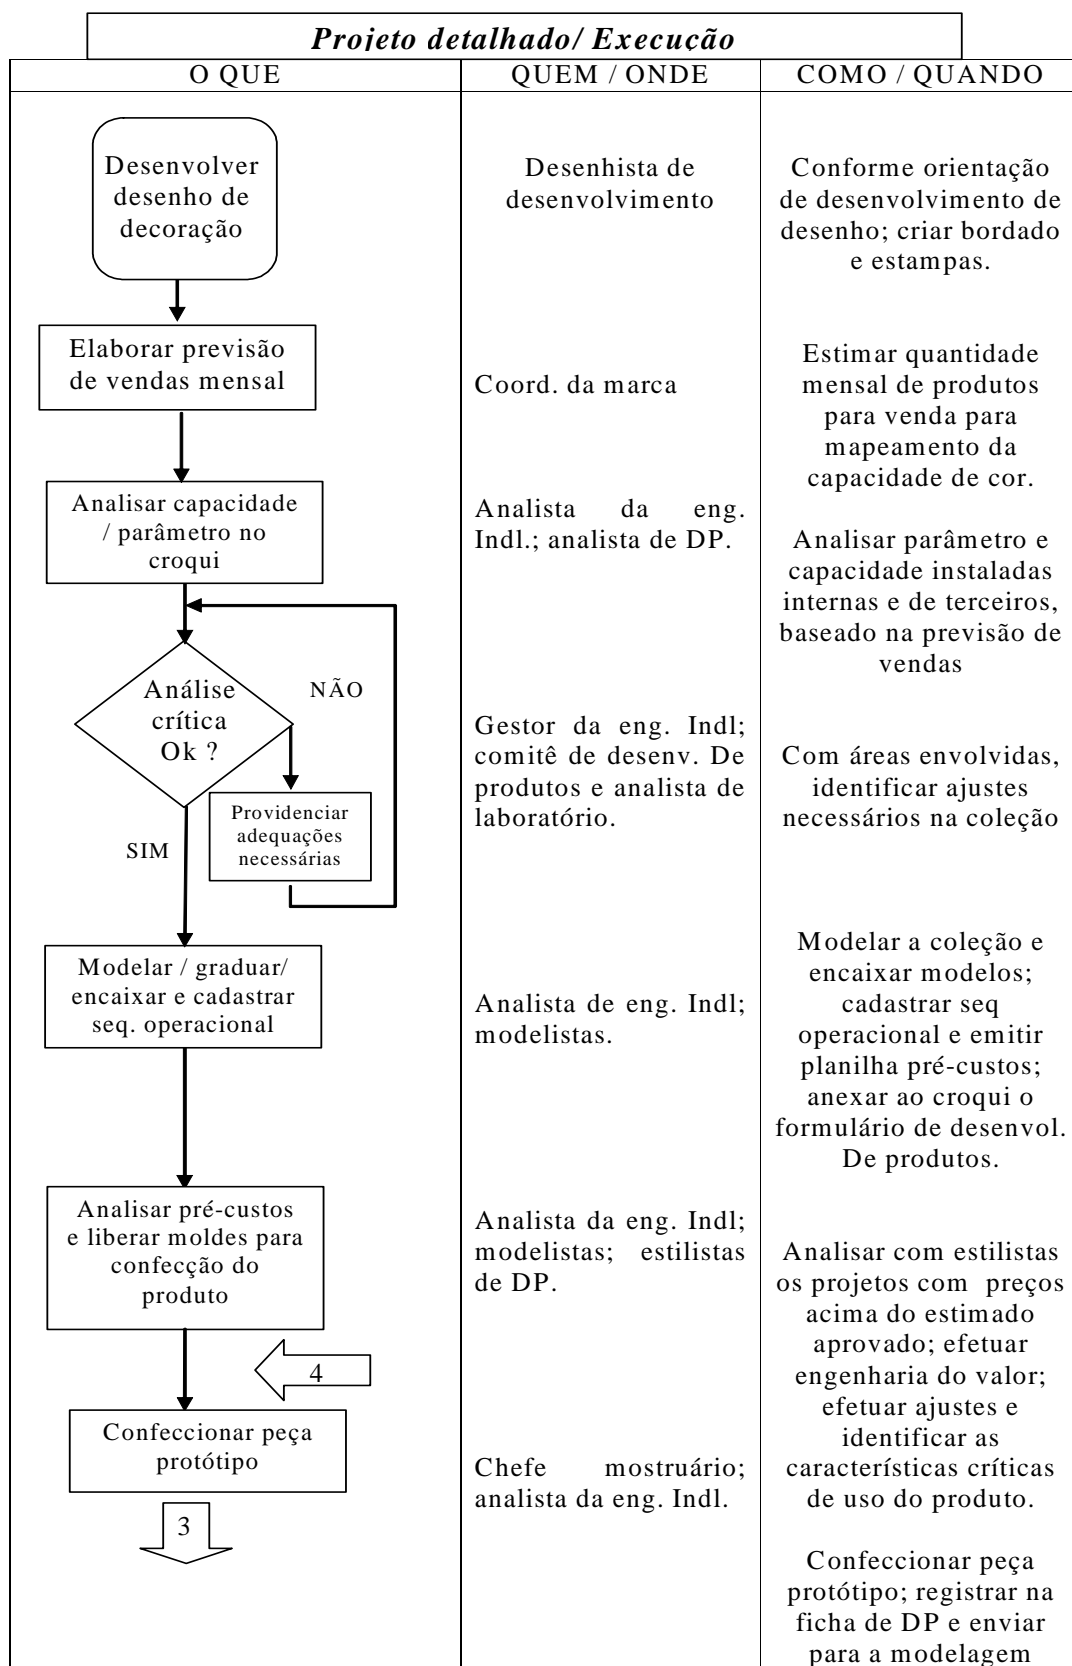 Projeto detalhado/ Execução
O QUE
QUEM / ONDE
COMO / QUANDO
Desenvolver
desenho de
decoração
Desenhista de
desenvolvimento
Conforme orientação
de desenvolvimento de
desenho; criar bordado
e estampas.
Elaborar previsão
de vendas mensal
Coord. da marca
Estimar quantidade
mensal de produtos
para venda para
mapeamento da
capacidade de cor.
Analisar capacidade
/ parâmetro no
croqui
Analista da eng.
Indl.; analista de DP.
Analisar parâmetro e
capacidade instaladas
internas e de terceiros,
baseado na previsão de
vendas
Análise
crítica
Ok ?
NÃO
Providenciar
adequações
necessárias
SIM
Gestor da eng. Indl;
comitê de desenv. De
produtos e analista de
laboratório.
Com áreas envolvidas,
identificar ajustes
necessários na coleção
Modelar / graduar/
encaixar e cadastrar
seq. operacional
Analista de eng. Indl;
modelistas.
Modelar a coleção e
encaixar modelos;
cadastrar seq
operacional e emitir
planilha pré-custos;
anexar ao croqui o
formulário de desenvol.
De produtos.
Analisar pré-custos
e liberar moldes para
confecção do
produto
Analista da eng. Indl;
modelistas; estilistas
de DP.
Analisar com estilistas
os projetos com preços
acima do estimado
aprovado; efetuar
engenharia do valor;
efetuar ajustes e
identificar as
características críticas
de uso do produto.
4
Confeccionar peça
protótipo
Chefe mostruário;
analista da eng. Indl.
3
Confeccionar peça
protótipo; registrar na
ficha de DP e enviar
para a modelagem